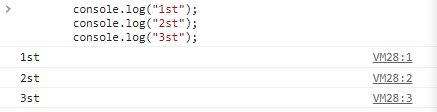 console.log("1st");
console.log("2st");
console.log("3st");
1st VM28:1
2st VM28:2
3st VM28:3